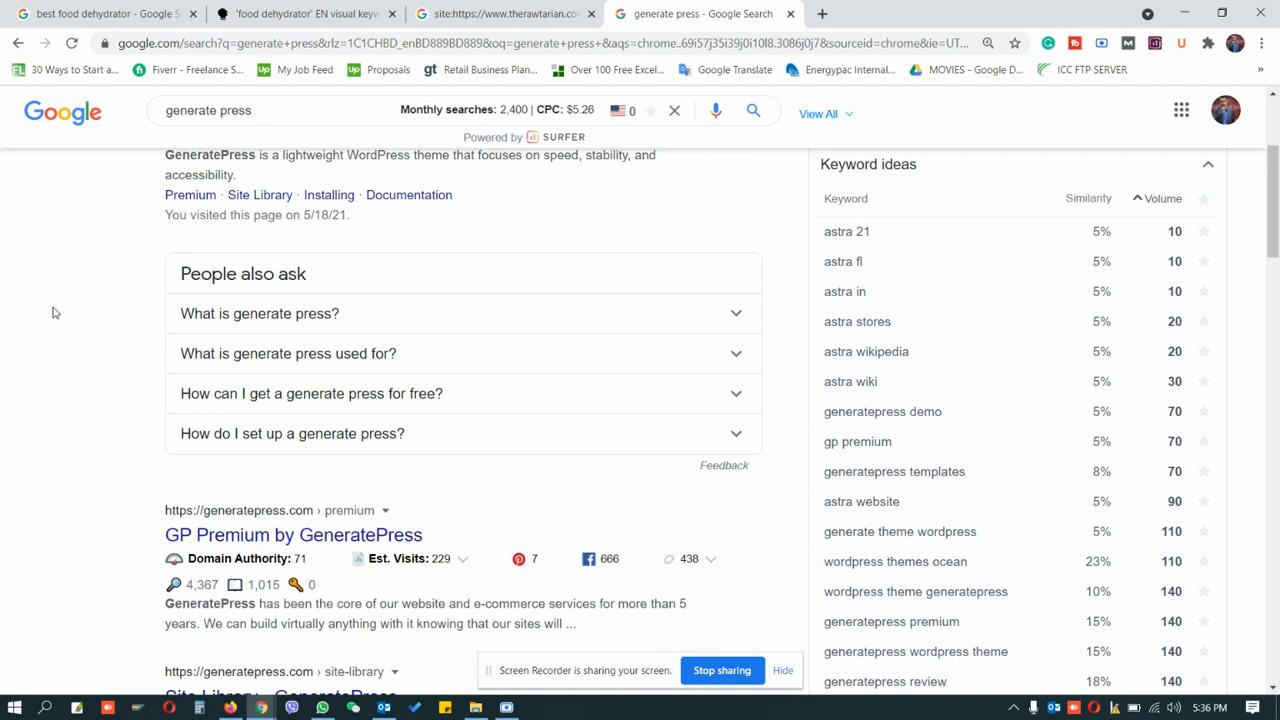 best food dehydrator - Google S
'food dehydrator' EN visual keyw
site:https://www.therawtarian.co
generate press - Google Search
google.com/search?q=generate+press&rlz=1C1CHBD_enBD889BD889&oq=generate+press+&aqs=chrome..69i57j35i39j0i10l8.3086j0j7&sourceid=chrome&ie=UT...
30 Ways to Start a...
Fiverr - Freelance S...
My Job Feed
Proposals
Retail Business Plan...
Over 100 Free Excel...
Google Translate
Energypac Internal...
MOVIES - Google D...
ICC FTP SERVER
»
Google
generate press
Monthly searches: 2,400 | CPC: $5.26
0
View All
Powered by SURFER
GeneratePress is a lightweight WordPress theme that focuses on speed, stability, and
accessibility.
Premium · Site Library · Installing · Documentation
You visited this page on 5/18/21.
People also ask
What is generate press?
What is generate press used for?
How can I get a generate press for free?
How do I set up a generate press?
Feedback
https://generatepress.com › premium
GP Premium by GeneratePress
Domain Authority: 71
Est. Visits: 229
7
666
438
4,367
1,015
0
GeneratePress has been the core of our website and e-commerce services for more than 5
years. We can build virtually anything with it knowing that our sites will ...
https://generatepress.com › site-library
Site Library - GeneratePress
Keyword ideas
Keyword Similarity Volume
astra 21 5% 10
astra fl 5% 10
astra in 5% 10
astra stores 5% 20
astra wikipedia 5% 20
astra wiki 5% 30
generatepress demo 5% 70
gp premium 5% 70
generatepress templates 8% 70
astra website 5% 90
generate theme wordpress 5% 110
wordpress themes ocean 23% 110
wordpress theme generatepress 10% 140
generatepress premium 15% 140
generatepress wordpress theme 15% 140
generatepress review 18% 140
Screen Recorder is sharing your screen.
Stop sharing
Hide
5:36 PM